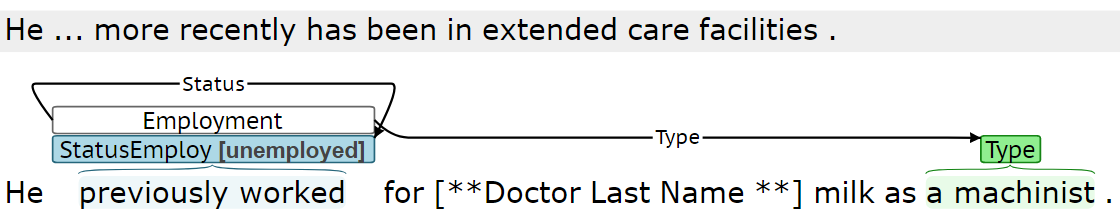 He ... more recently has been in extended care facilities .
Status
Employment
StatusEmploy [unemployed]
Type
Type
He previously worked for [**Doctor Last Name **] milk as a machinist .